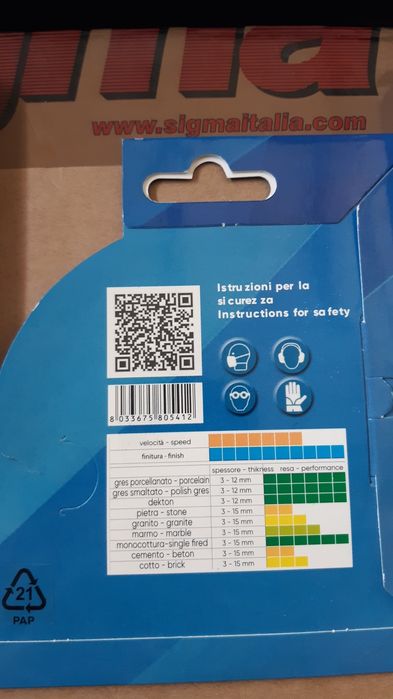 www.sigmaitalia.com
Istruzioni per la
sicurezza
Instructions for safety
8 033675 805412
velocità - speed
finitura - finish
spessore - thikness resa - performance
gres porcellanato - porcelain 3 - 12 mm
gres smaltato - polish gres 3 - 12 mm
dekton 3 - 12 mm
pietra - stone 3 - 15 mm
granito - granite 3 - 15 mm
marmo - marble 3 - 15 mm
monocottura-single fired 3 - 15 mm
cemento - beton 3 - 15 mm
cotto - brick 3 - 15 mm
21
PAP